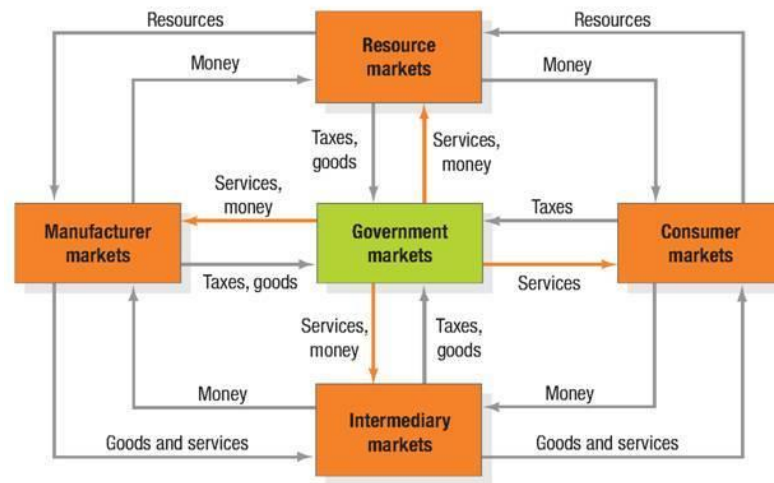 Resources
Resource
markets
Resources
Money
Money
Taxes,
goods
Services,
money
Services,
money
Taxes
Manufacturer
markets
Government
markets
Consumer
markets
Taxes, goods
Services
Services,
money
Taxes,
goods
Money
Money
Intermediary
markets
Goods and services
Goods and services